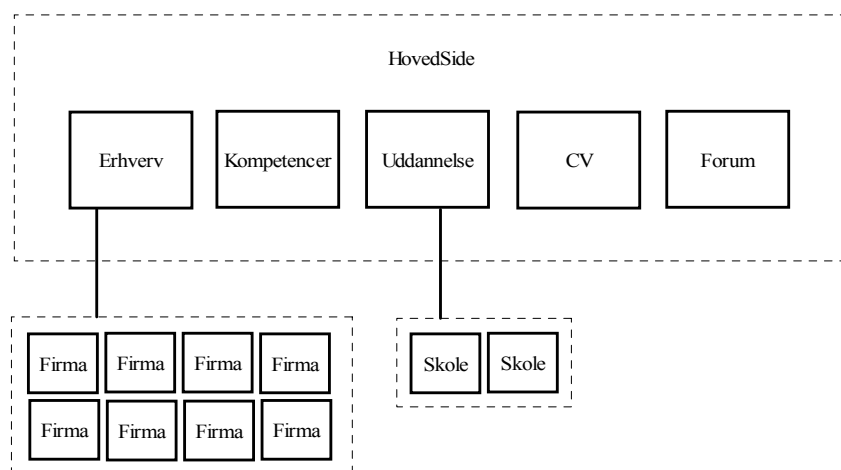 HovedSide
Erhverv Kompetencer Uddannelse CV Forum
Firma Firma Firma Firma Skole Skole
Firma Firma Firma Firma